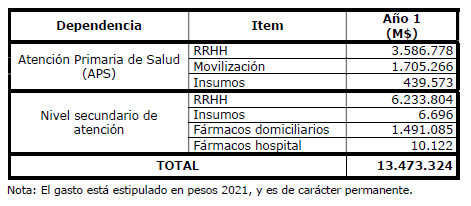 Dependencia Item Año 1 (M$)
Atención Primaria de Salud (APS) RRHH 3.586.778
Movilización 1.705.266
Insumos 439.573
Nivel secundario de atención RRHH 6.233.804
Insumos 6.696
Fármacos domiciliarios 1.491.085
Fármacos hospital 10.122
TOTAL 13.473.324
Nota: El gasto está estipulado en pesos 2021, y es de carácter permanente.